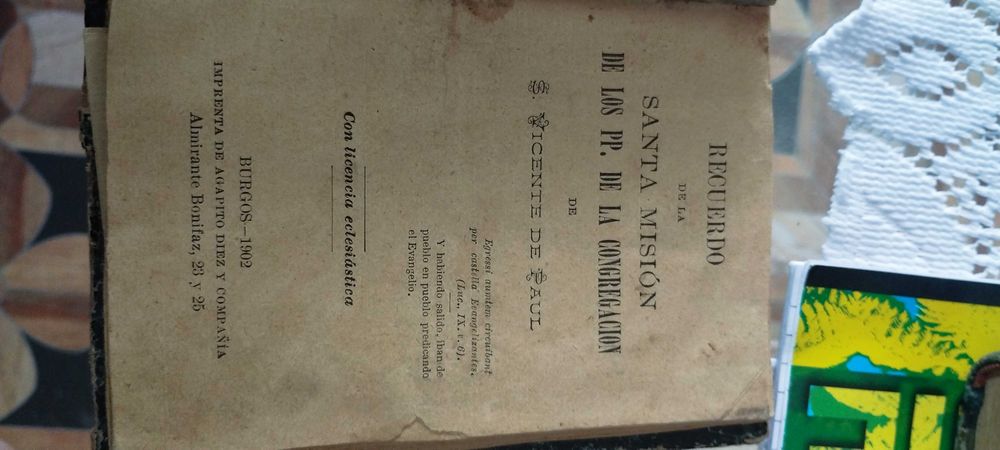 RECUERDO
DE LA
SANTA MISIÓN
DE LOS PP. DE LA CONGREGACION
DE
S. VICENTE DE PAUL
Egressi auntem circuibant
per castella Evangelizantes.
(Luc., IX. v. 6).
Y habiendo salido, iban de
pueblo en pueblo predicando
el Evangelio.
Con licencia eclesiástica
BURGOS—1902
IMPRENTA DE AGAPITO DIEZ Y COMPAÑÍA
Almirante Bonifaz, 23 y 25